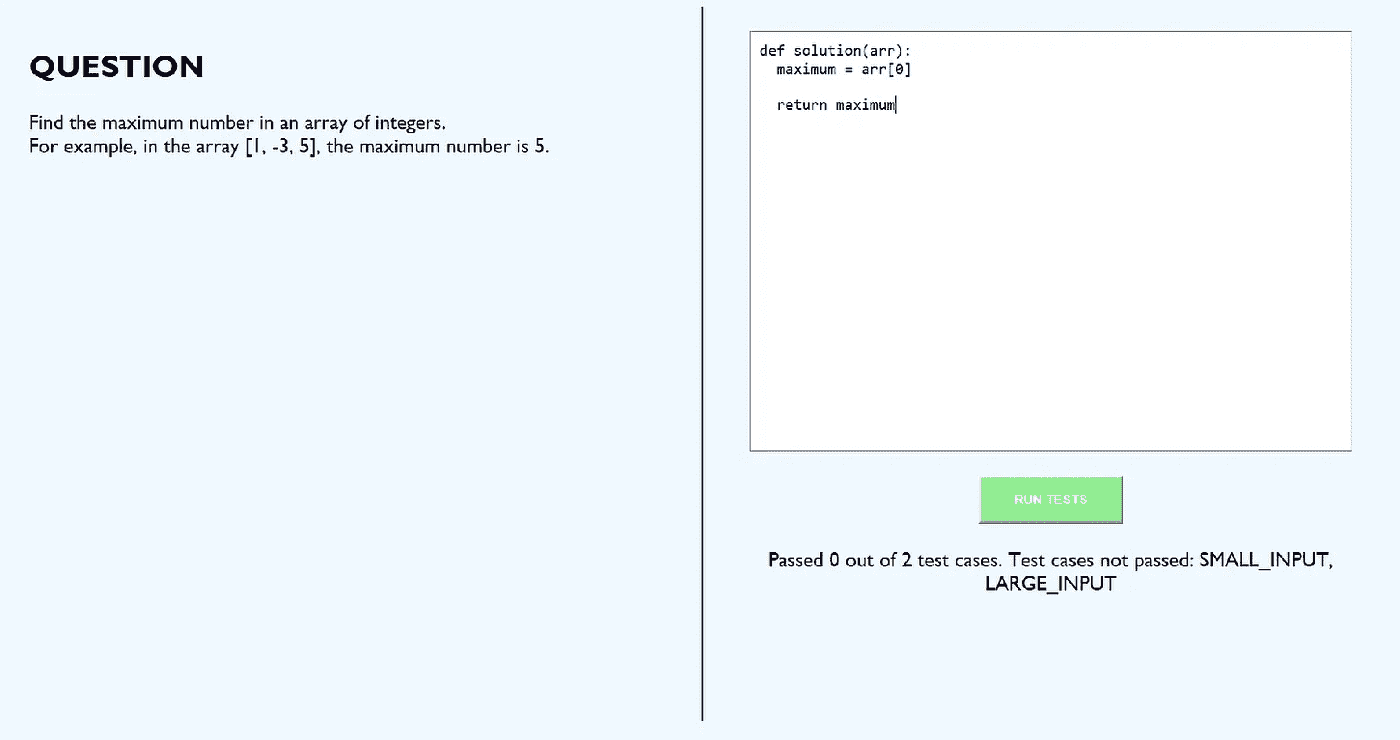 QUESTION
Find the maximum number in an array of integers.
For example, in the array [1, -3, 5], the maximum number is 5.
def solution(arr):
  maximum = arr[0]
  return maximum
RUN TESTS
Passed 0 out of 2 test cases. Test cases not passed: SMALL_INPUT,
LARGE_INPUT